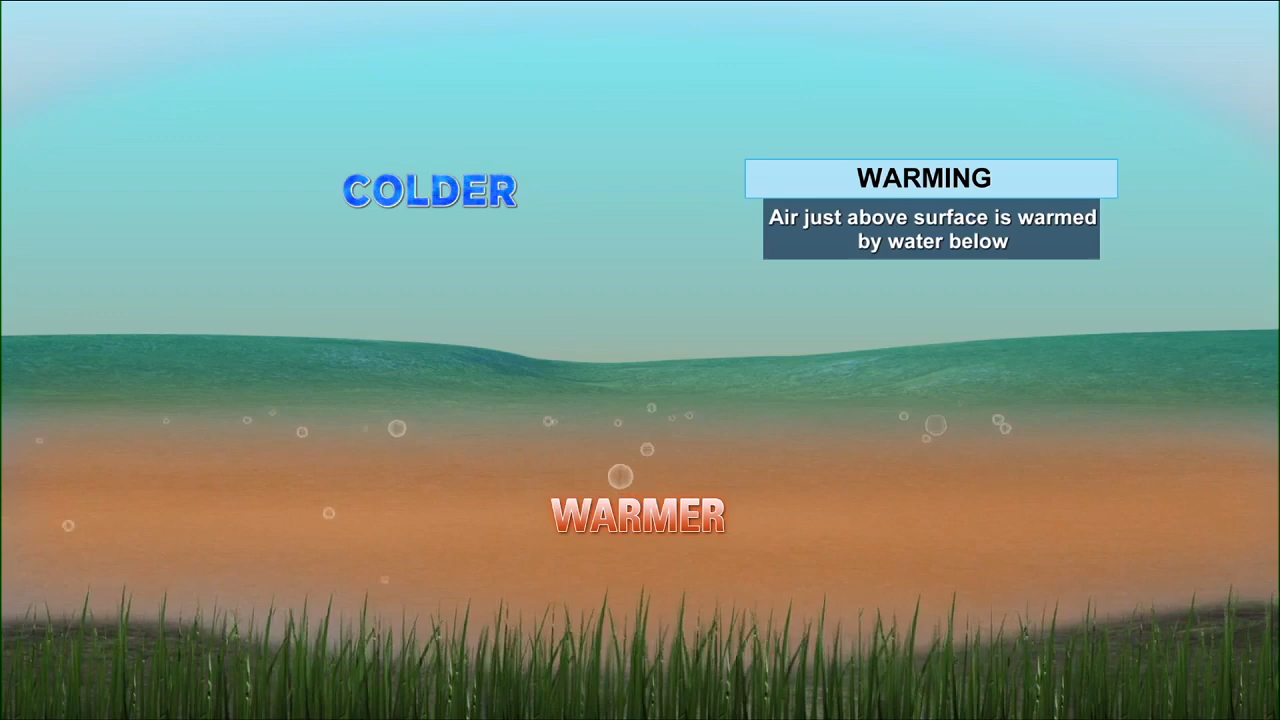 COLDER
WARMING
Air just above surface is warmed
by water below
WARMER